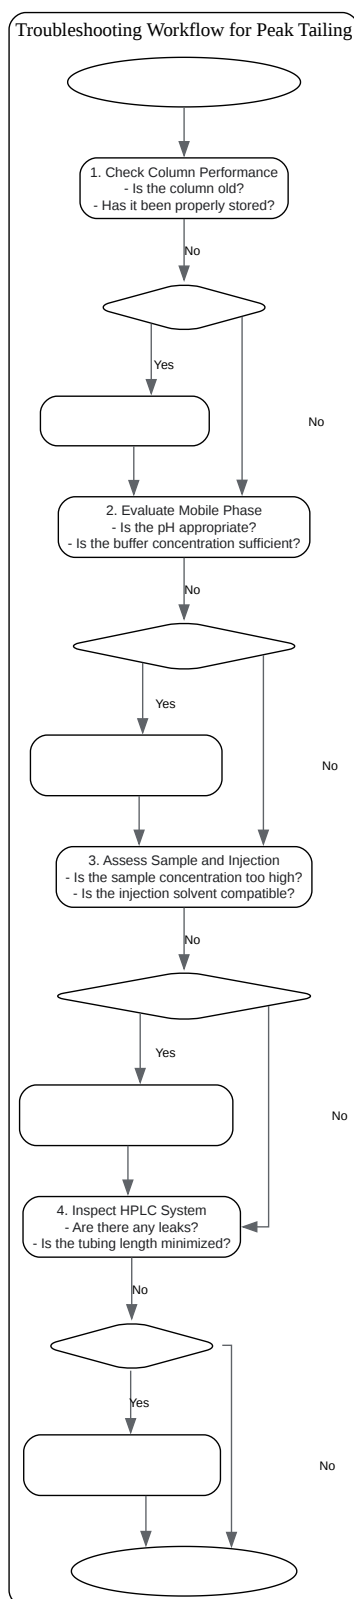 Troubleshooting Workflow for Peak Tailing
1. Check Column Performance
- Is the column old?
- Has it been properly stored?
No
Yes
No
2. Evaluate Mobile Phase
- Is the pH appropriate?
- Is the buffer concentration sufficient?
No
Yes
No
3. Assess Sample and Injection
- Is the sample concentration too high?
- Is the injection solvent compatible?
No
Yes
No
4. Inspect HPLC System
- Are there any leaks?
- Is the tubing length minimized?
No
Yes
No